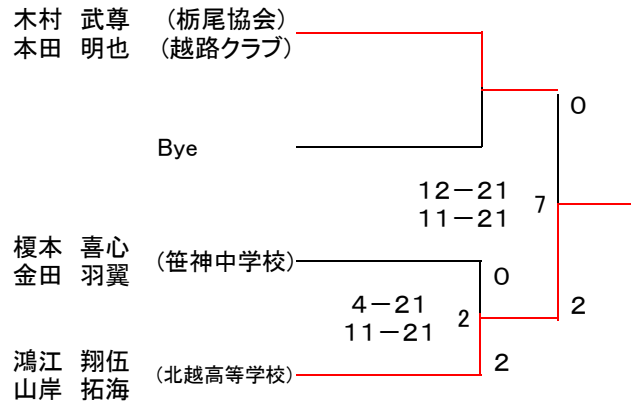 木村 武尊 (栃尾協会)
本田 明也 (越路クラブ)
0
Bye
12-21
11-21
7
榎本 喜心
金田 羽翼
(笹神中学校)
0
4-21
11-21
2
2
鴻江 翔伍
山岸 拓海
(北越高等学校)
2